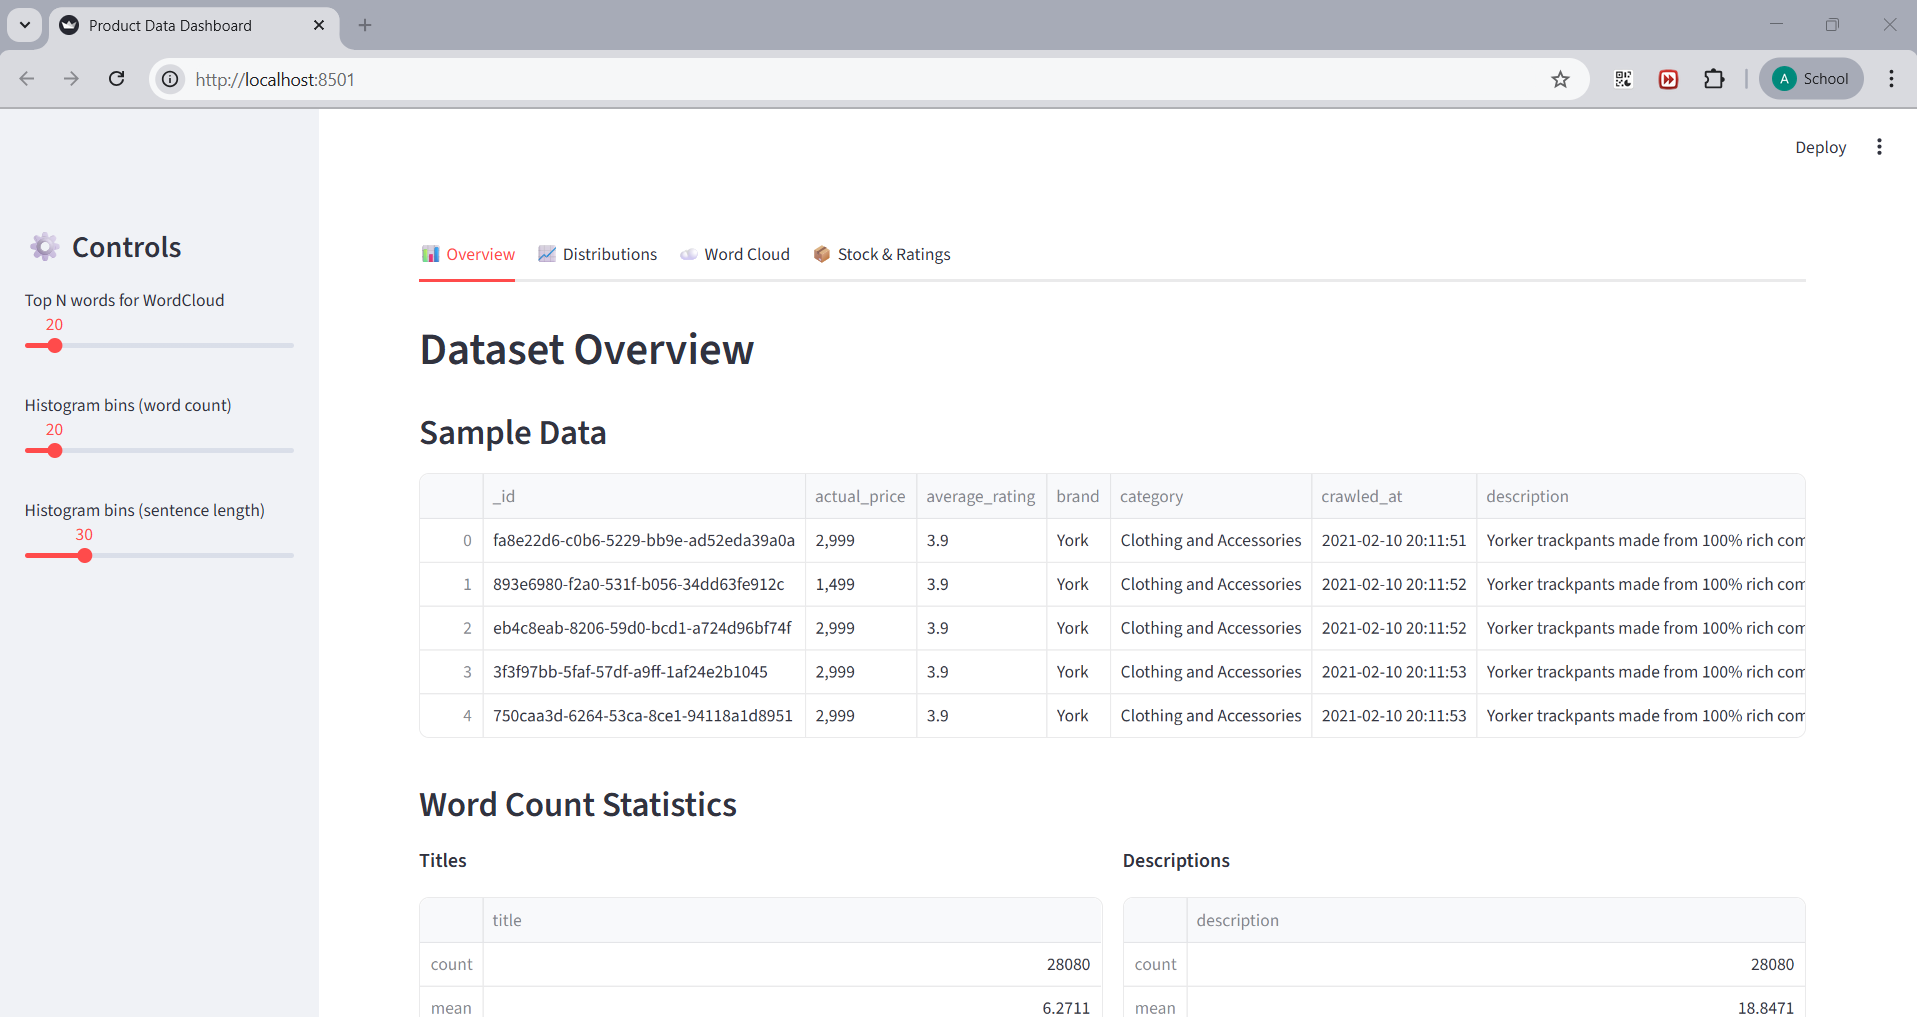 Product Data Dashboard
http://localhost:8501
A School
Deploy
Controls
Top N words for WordCloud
20
Histogram bins (word count)
20
Histogram bins (sentence length)
30
Overview Distributions Word Cloud Stock & Ratings
Dataset Overview
Sample Data
_id actual_price average_rating brand category crawled_at description
0 fa8e22d6-c0b6-5229-bb9e-ad52eda39a0a 2,999 3.9 York Clothing and Accessories 2021-02-10 20:11:51 Yorker trackpants made from 100% rich com
1 893e6980-f2a0-531f-b056-34dd63fe912c 1,499 3.9 York Clothing and Accessories 2021-02-10 20:11:52 Yorker trackpants made from 100% rich com
2 eb4c8eab-8206-59d0-bcd1-a724d96bf74f 2,999 3.9 York Clothing and Accessories 2021-02-10 20:11:52 Yorker trackpants made from 100% rich com
3 3f3f97bb-5faf-57df-a9ff-1af24e2b1045 2,999 3.9 York Clothing and Accessories 2021-02-10 20:11:53 Yorker trackpants made from 100% rich com
4 750caa3d-6264-53ca-8ce1-94118a1d8951 2,999 3.9 York Clothing and Accessories 2021-02-10 20:11:53 Yorker trackpants made from 100% rich com
Word Count Statistics
Titles
title
count 28080
mean 6.2711
Descriptions
description
count 28080
mean 18.8471